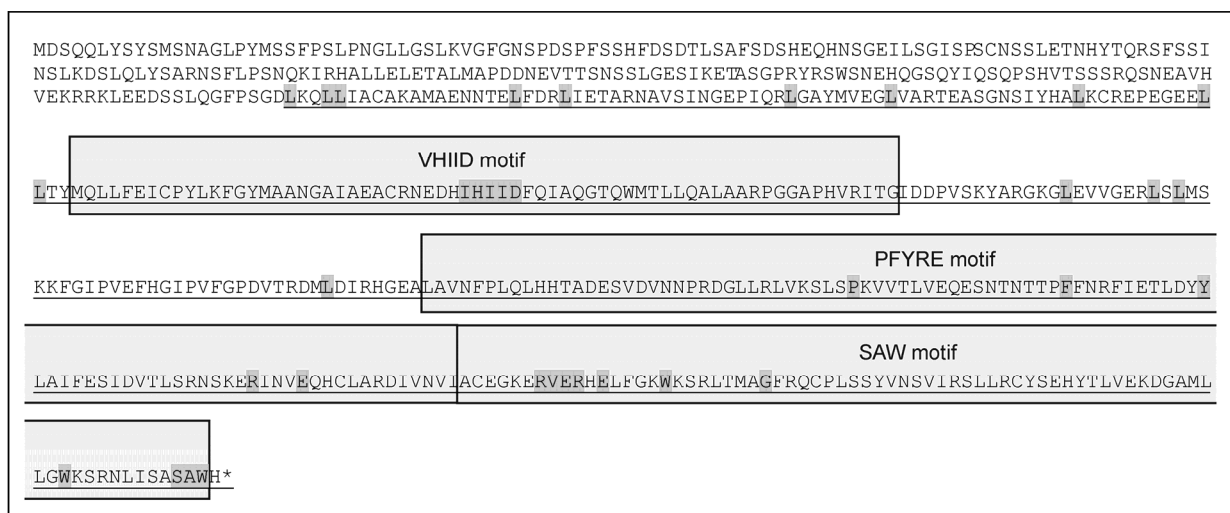 MDSQQLYSYSMSNAGLPYMSSFPSLPNGLLGSLKVGFGNSPDSPFSSHFDSDTLSAFSDSHEQHNSGEILSGISPSCNSSLETNHYTQRSFSSI
NSLKDSLQLYSARNSFLPSNQKIRHALLELETALMAPDDNEVTTSNSSLGESIKETASGPRYRSWSNEHQGSQYIQSQPSHVTSSSRQSNEAVH
VEKRRKLEEDSSLQGFPSGDLKQLLIACAKAMAENNTELFDRLIETARNAVSINGEPIQRLGAYMVEGLVARTEASGNSIYHALKCREPEGEEL
VHIID motif
LTYMQLLFEICPYLKFGYMAANGAIAEACRNEDHIHIIDFQIAQGTQWMTLLQALAARPGGAPHVRITGIDDPVSKYARGKGLEVVGERLSLMS
PFYRE motif
KKFGIPVEFHGIPVFGPDVTRDMLDIRHGEALAVNFPLQLHHTADESVDVNNPRDGLLRLVKSLSPKVVTLVEQESNTNTTPFFNRFIETLDYY
SAW motif
LAIFESIDVTLSRNSKERINVEQHCLARDIVNVIACEGKERVERHELFGKWKSRLTMAGFRQCPLSSYVNSVIRSLLRCYSEHYTLVEKDGAML
LGWKSRNLISASAWH*